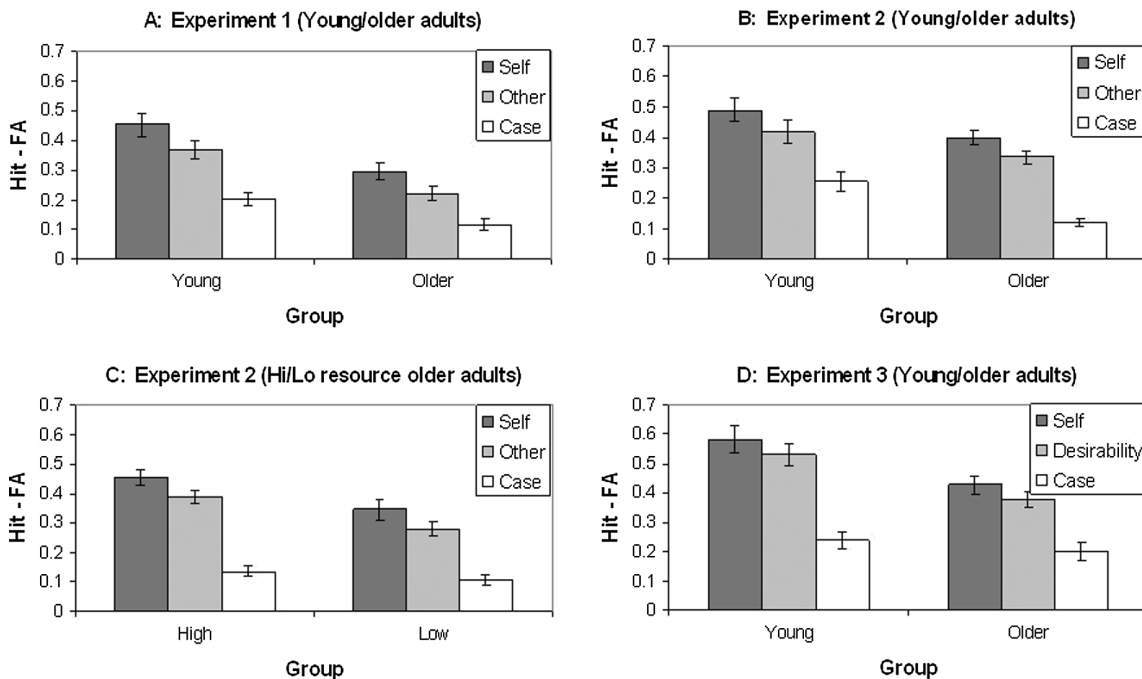 A: Experiment 1 (Young/older adults)
0.7
0.6
0.5
0.4
0.3
0.2
0.1
0
Hit - FA
Self
Other
Case
Young Older
Group
B: Experiment 2 (Young/older adults)
0.7
0.6
0.5
0.4
0.3
0.2
0.1
0
Hit - FA
Self
Other
Case
Young Older
Group
C: Experiment 2 (Hi/Lo resource older adults)
0.7
0.6
0.5
0.4
0.3
0.2
0.1
0
Hit - FA
Self
Other
Case
High Low
Group
D: Experiment 3 (Young/older adults)
0.7
0.6
0.5
0.4
0.3
0.2
0.1
0
Hit - FA
Self
Desirability
Case
Young Older
Group